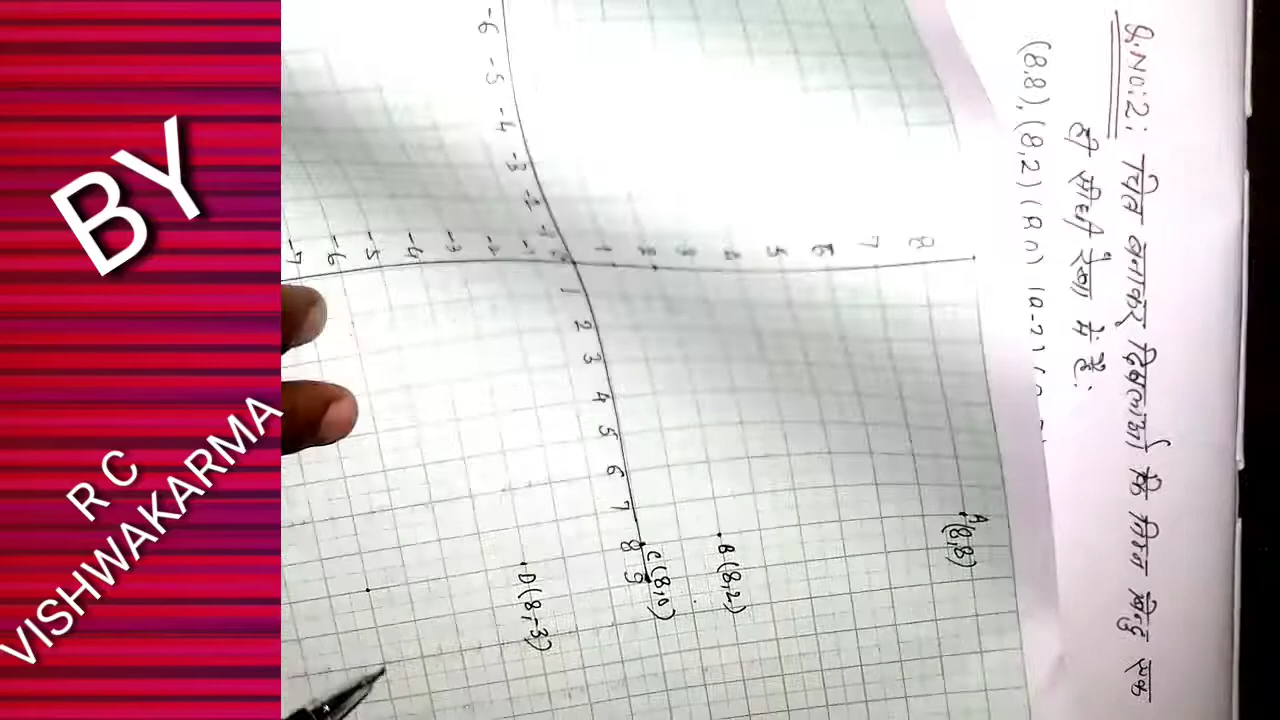 Q.NO:2: चित्र बनाकर दिखलाओ कि निम्न बिन्दु एक
ही सीधी रेखा में हैं:
(8,8), (8,2)
8
7
6
5
4
3
2
1
-6 -5 -4 -3 -2 -1
1 2 3 4 5 6 7 8 9
-1
-2
-3
-4
-5
-6
-7
A (8,8)
B (8,2)
C (8,0)
D (8,-3)
BY
R C
VISHWAKARMA